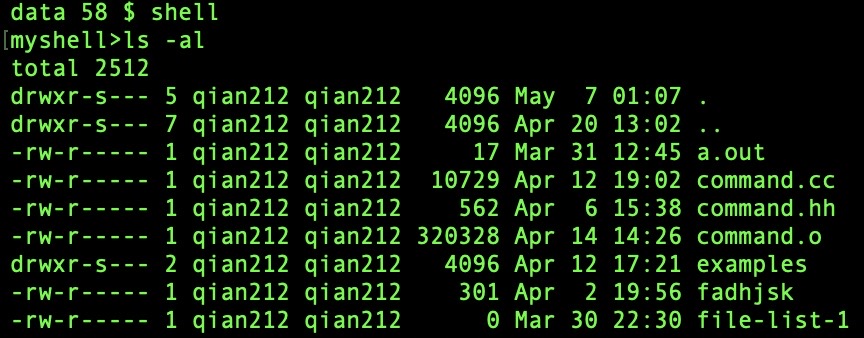 data 58 $ shell
[myshell>ls -al
total 2512
drwxr-s--- 5 qian212 qian212   4096 May  7 01:07 .
drwxr-s--- 7 qian212 qian212   4096 Apr 20 13:02 ..
-rw-r----- 1 qian212 qian212     17 Mar 31 12:45 a.out
-rw-r----- 1 qian212 qian212  10729 Apr 12 19:02 command.cc
-rw-r----- 1 qian212 qian212    562 Apr  6 15:38 command.hh
-rw-r----- 1 qian212 qian212 320328 Apr 14 14:26 command.o
drwxr-s--- 2 qian212 qian212   4096 Apr 12 17:21 examples
-rw-r----- 1 qian212 qian212    301 Apr  2 19:56 fadhjsk
-rw-r----- 1 qian212 qian212      0 Mar 30 22:30 file-list-1